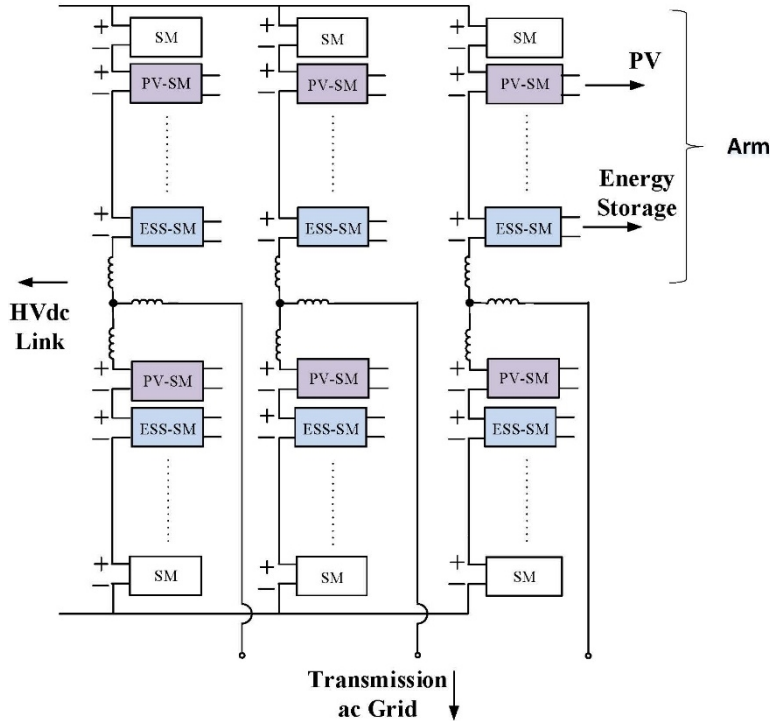 + SM + SM + SM
− − −
+ PV-SM + PV-SM + PV-SM PV
− − −
Arm
Energy
Storage
+ ESS-SM + ESS-SM + ESS-SM
− − −
HVdc
Link
+ PV-SM + PV-SM + PV-SM
− − −
+ ESS-SM + ESS-SM + ESS-SM
− − −
+ SM + SM + SM
− − −
Transmission
ac Grid